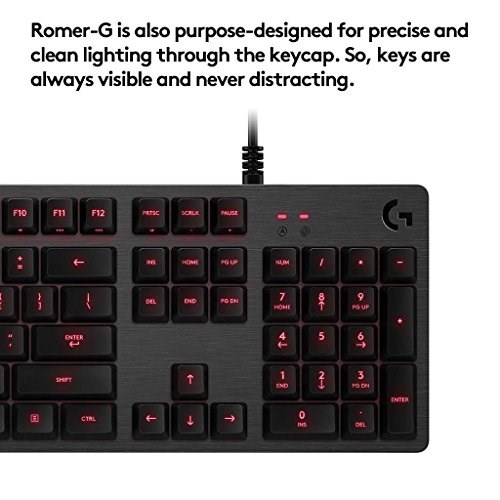 Romer-G is also purpose-designed for precise and
clean lighting through the keycap. So, keys are
always visible and never distracting.
F10 F11 F12 PRTSC SCRLK PAUSE
G
+ = ← INS HOME PG UP NUM / * -
{ [ } ] | \ DEL END PG DN 7 HOME 8 ↑ 9 PG UP +
" ' ENTER ↵ 4 ← 5 6 →
SHIFT ↑ 1 END 2 ↓ 3 PG DN ENTER
CTRL ← ↓ → 0 INS . DEL